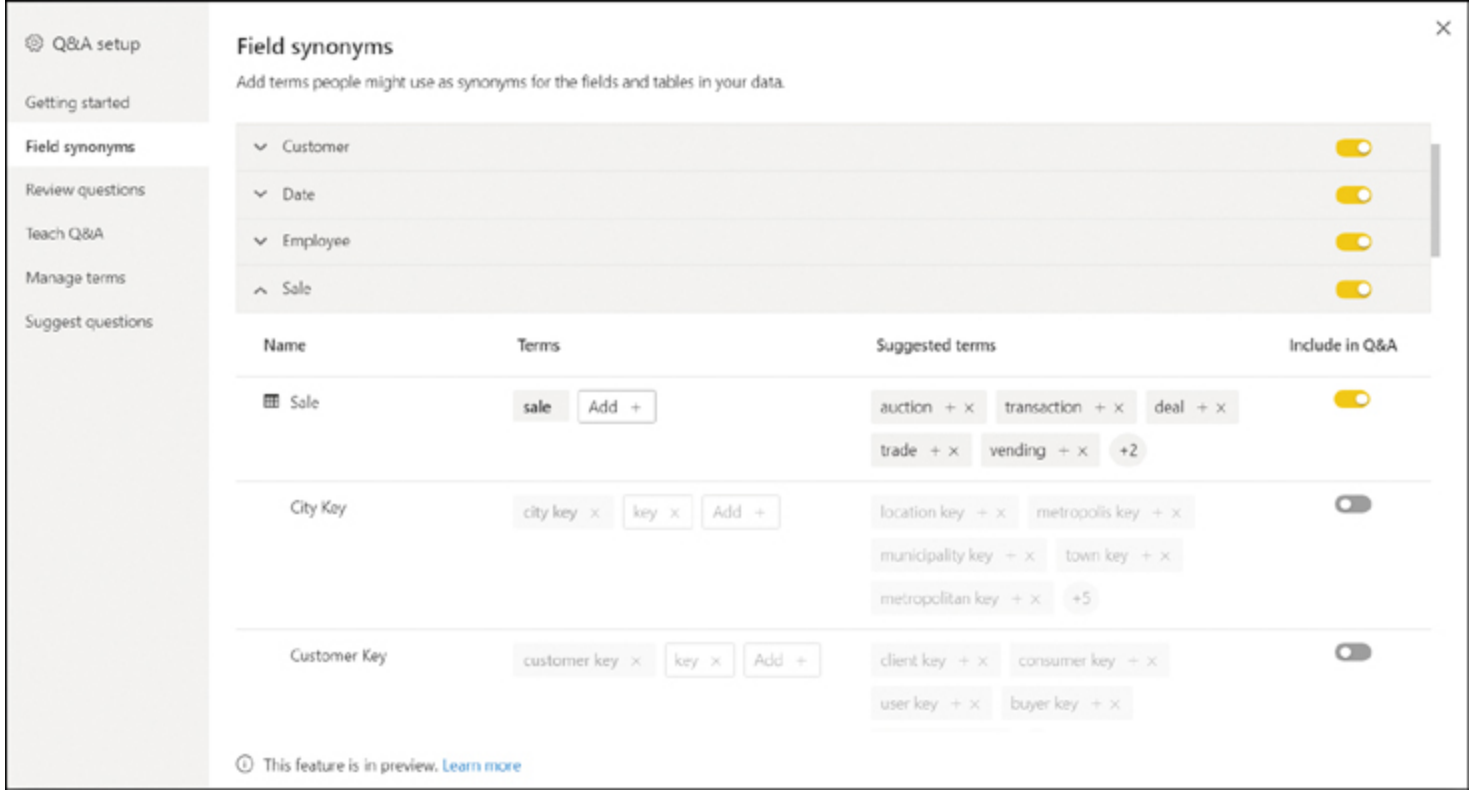 Q&A setup
Getting started
Field synonyms
Review questions
Teach Q&A
Manage terms
Suggest questions
Field synonyms
Add terms people might use as synonyms for the fields and tables in your data.
Customer
Date
Employee
Sale
Name Terms Suggested terms Include in Q&A
Sale sale Add + auction + × transaction + × deal + ×
trade + × vending + × +2
City Key city key × key × Add + location key + × metropolis key + ×
municipality key + × town key + ×
metropolitan key + × +5
Customer Key customer key × key × Add + client key + × consumer key + ×
user key + × buyer key + ×
This feature is in preview. Learn more